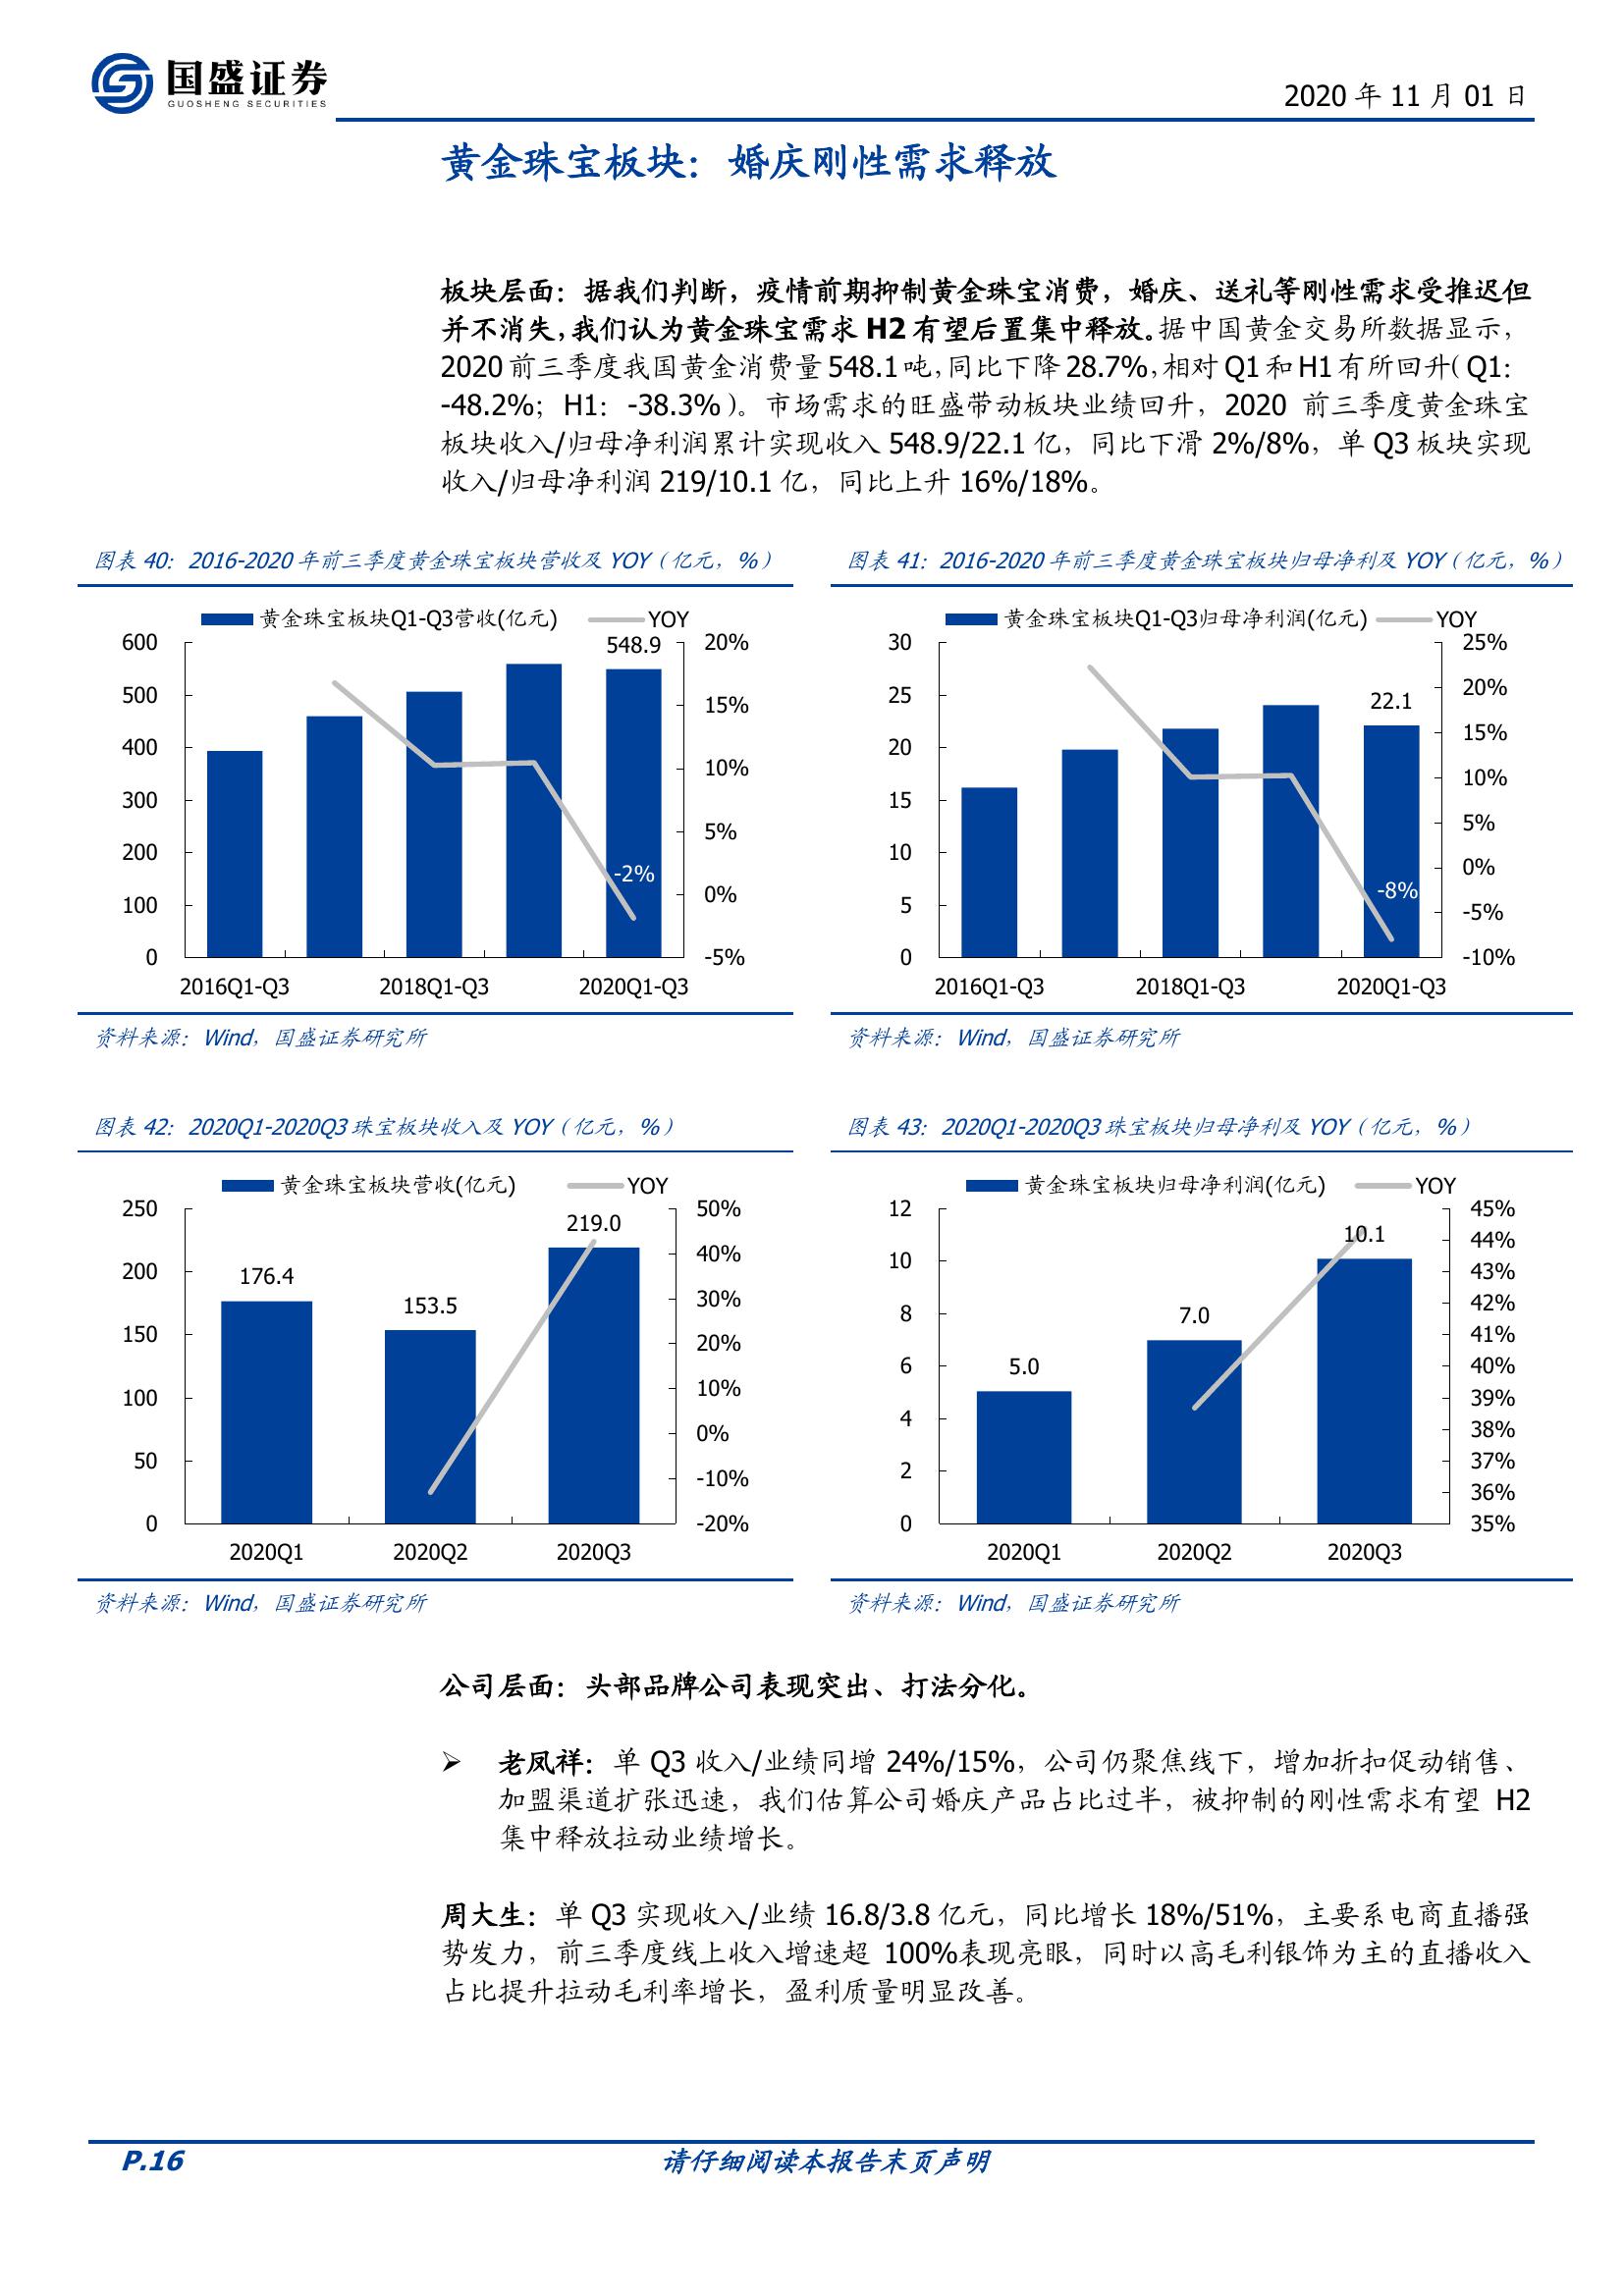 国盛证券
GUOSHENG SECURITIES
2020 年 11 月 01 日
黄金珠宝板块：婚庆刚性需求释放
板块层面：据我们判断，疫情前期抑制黄金珠宝消费，婚庆、送礼等刚性需求受推迟但
并不消失，我们认为黄金珠宝需求 H2 有望后置集中释放。据中国黄金交易所数据显示，
2020 前三季度我国黄金消费量 548.1 吨，同比下降 28.7%，相对 Q1 和 H1 有所回升（Q1：
-48.2%；H1：-38.3%）。市场需求的旺盛带动板块业绩回升，2020 前三季度黄金珠宝
板块收入/归母净利润累计实现收入 548.9/22.1 亿，同比下滑 2%/8%，单 Q3 板块实现
收入/归母净利润 219/10.1 亿，同比上升 16%/18%。
图表 40：2016-2020 年前三季度黄金珠宝板块营收及 YOY（亿元，%）
黄金珠宝板块Q1-Q3营收(亿元) YOY
600
500
400
300
200
100
0
548.9
-2%
20%
15%
10%
5%
0%
-5%
2016Q1-Q3 2018Q1-Q3 2020Q1-Q3
资料来源：Wind，国盛证券研究所
图表 41：2016-2020 年前三季度黄金珠宝板块归母净利及 YOY（亿元，%）
黄金珠宝板块Q1-Q3归母净利润(亿元) YOY
30
25
20
15
10
5
0
22.1
-8%
25%
20%
15%
10%
5%
0%
-5%
-10%
2016Q1-Q3 2018Q1-Q3 2020Q1-Q3
资料来源：Wind，国盛证券研究所
图表 42：2020Q1-2020Q3 珠宝板块收入及 YOY（亿元，%）
黄金珠宝板块营收(亿元) YOY
250
200
150
100
50
0
176.4
153.5
219.0
50%
40%
30%
20%
10%
0%
-10%
-20%
2020Q1 2020Q2 2020Q3
资料来源：Wind，国盛证券研究所
图表 43：2020Q1-2020Q3 珠宝板块归母净利及 YOY（亿元，%）
黄金珠宝板块归母净利润(亿元) YOY
12
10
8
6
4
2
0
5.0
7.0
10.1
45%
44%
43%
42%
41%
40%
39%
38%
37%
36%
35%
2020Q1 2020Q2 2020Q3
资料来源：Wind，国盛证券研究所
公司层面：头部品牌公司表现突出、打法分化。
➢ 老凤祥：单 Q3 收入/业绩同增 24%/15%，公司仍聚焦线下，增加折扣促动销售、
加盟渠道扩张迅速，我们估算公司婚庆产品占比过半，被抑制的刚性需求有望 H2
集中释放拉动业绩增长。
周大生：单 Q3 实现收入/业绩 16.8/3.8 亿元，同比增长 18%/51%，主要系电商直播强
势发力，前三季度线上收入增速超 100%表现亮眼，同时以高毛利银饰为主的直播收入
占比提升拉动毛利率增长，盈利质量明显改善。
P.16
请仔细阅读本报告末页声明